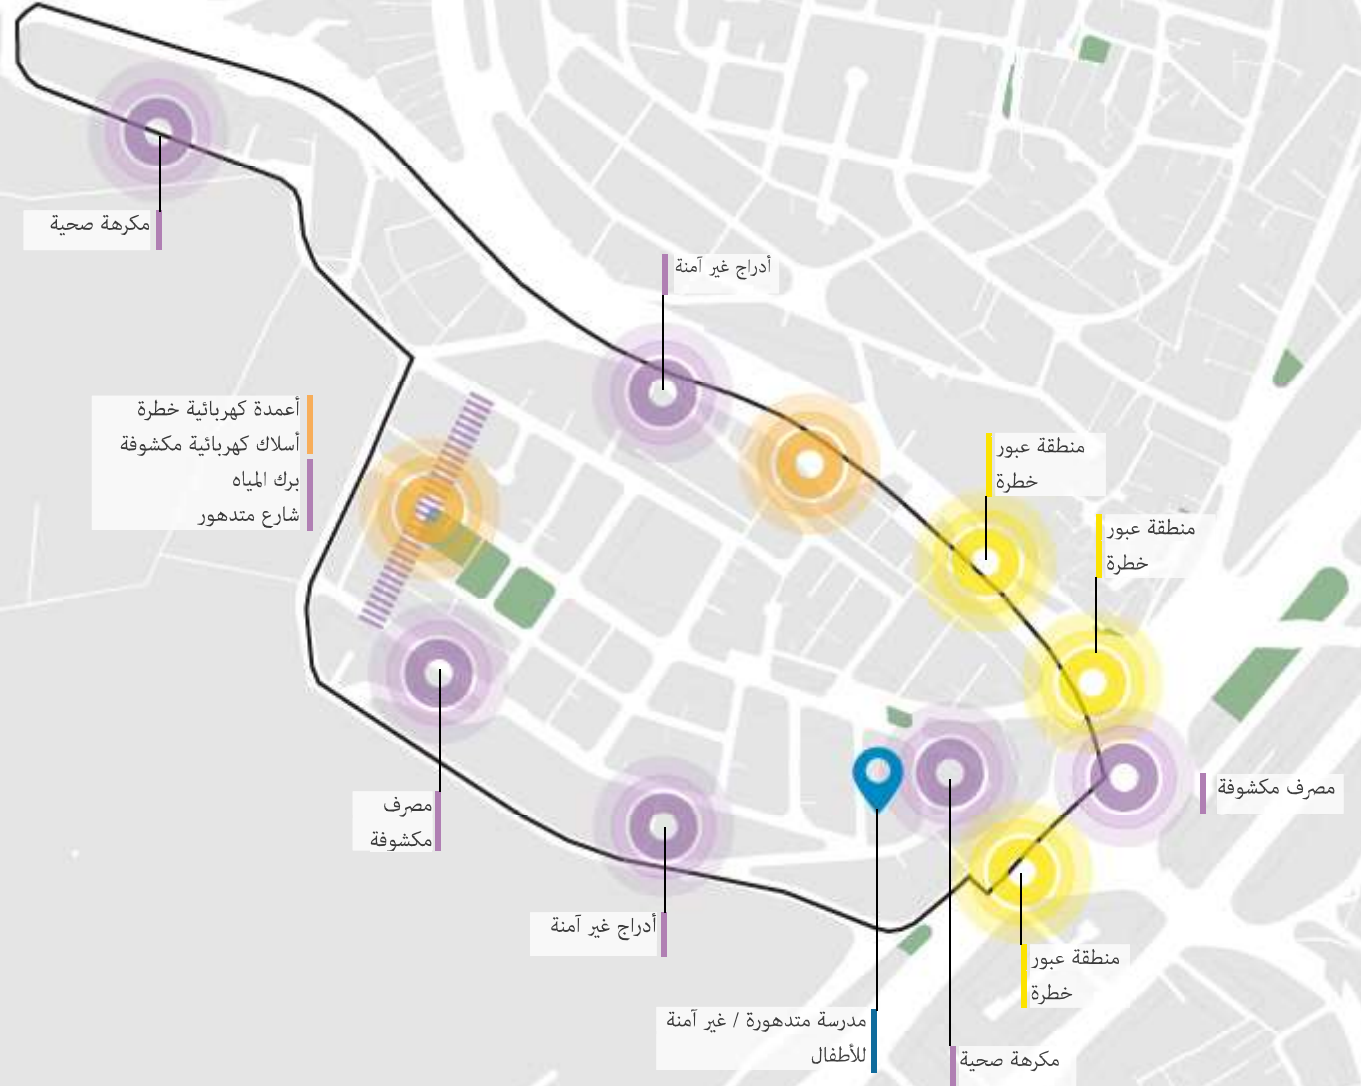 مكرهة صحية
أدراج غير آمنة
أعمدة كهربائية خطرة
أسلاك كهربائية مكشوفة
برك المياه
شارع متدهور
منطقة عبور
خطرة
منطقة عبور
خطرة
مصرف مكشوفة
مصرف
مكشوفة
أدراج غير آمنة
منطقة عبور
خطرة
مدرسة متدهورة / غير آمنة
للأطفال
مكرهة صحية